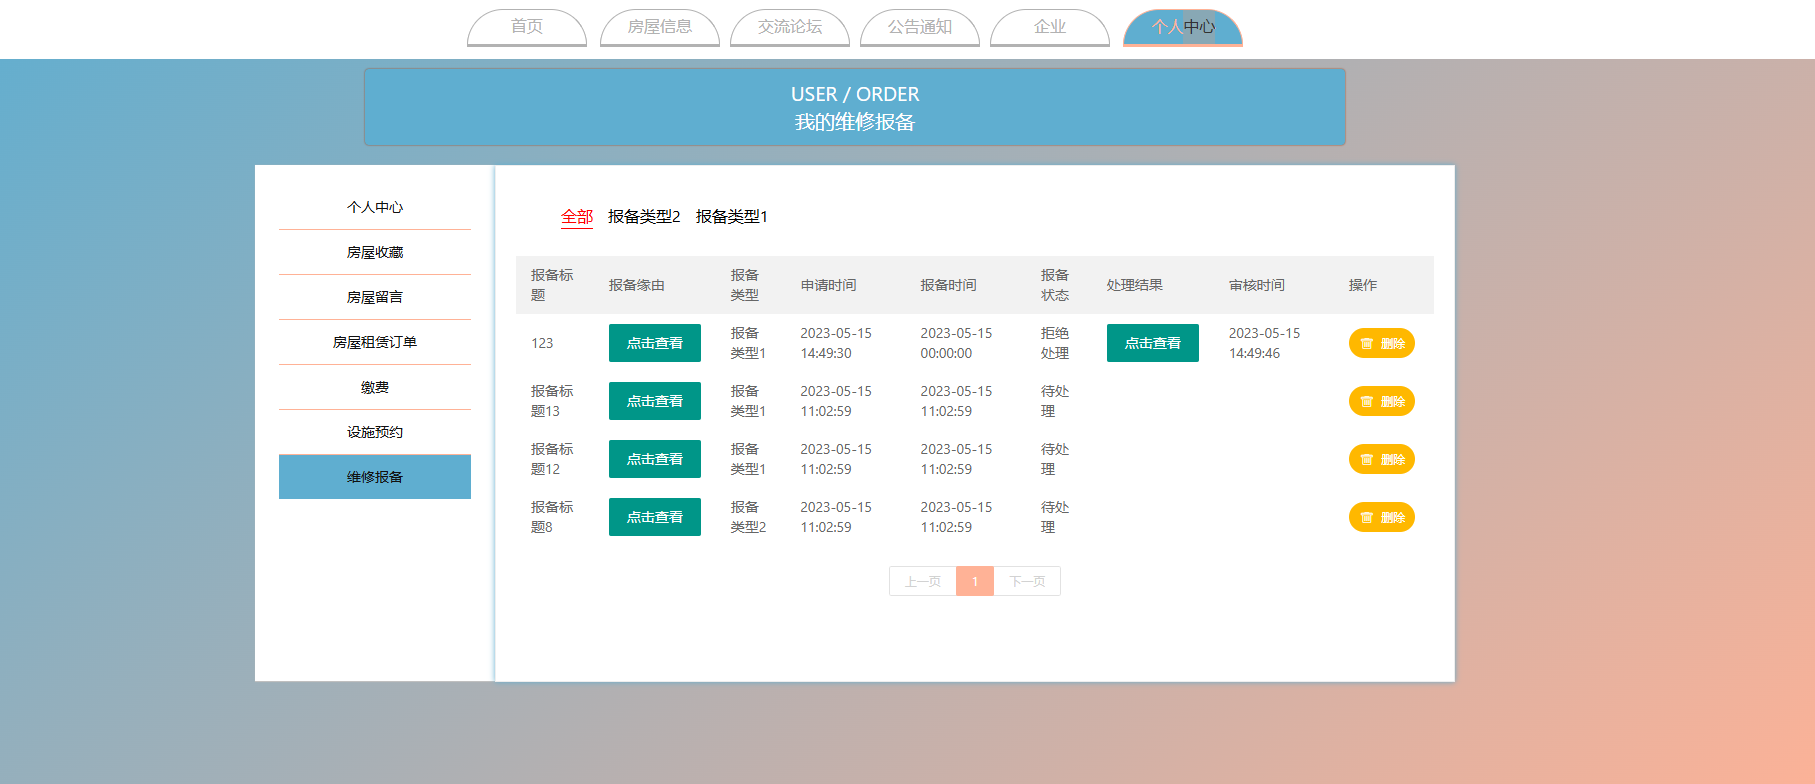 首页 房屋信息 交流论坛 公告通知 企业 个人中心
USER / ORDER
我的维修报备
个人中心
房屋收藏
房屋留言
房屋租赁订单
缴费
设施预约
维修报备
全部 报备类型2 报备类型1
报备标题 报备缘由 报备类型 申请时间 报备时间 报备状态 处理结果 审核时间 操作
123 点击查看 报备类型1 2023-05-15 14:49:30 2023-05-15 00:00:00 拒绝处理 点击查看 2023-05-15 14:49:46 删除
报备标题13 点击查看 报备类型1 2023-05-15 11:02:59 2023-05-15 11:02:59 待处理 删除
报备标题12 点击查看 报备类型1 2023-05-15 11:02:59 2023-05-15 11:02:59 待处理 删除
报备标题8 点击查看 报备类型2 2023-05-15 11:02:59 2023-05-15 11:02:59 待处理 删除
上一页 1 下一页